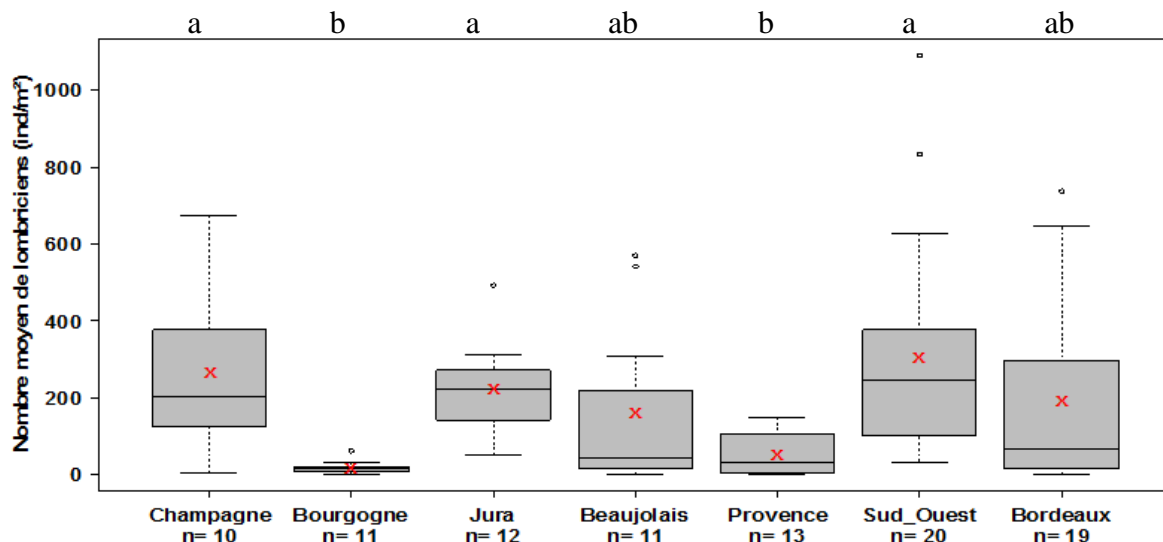 a b a ab b a ab
Nombre moyen de lombriciens (ind/m²)
1000
800
600
400
200
0
Champagne Bourgogne Jura Beaujolais Provence Sud_Ouest Bordeaux
n= 10 n= 11 n= 12 n= 11 n= 13 n= 20 n= 19